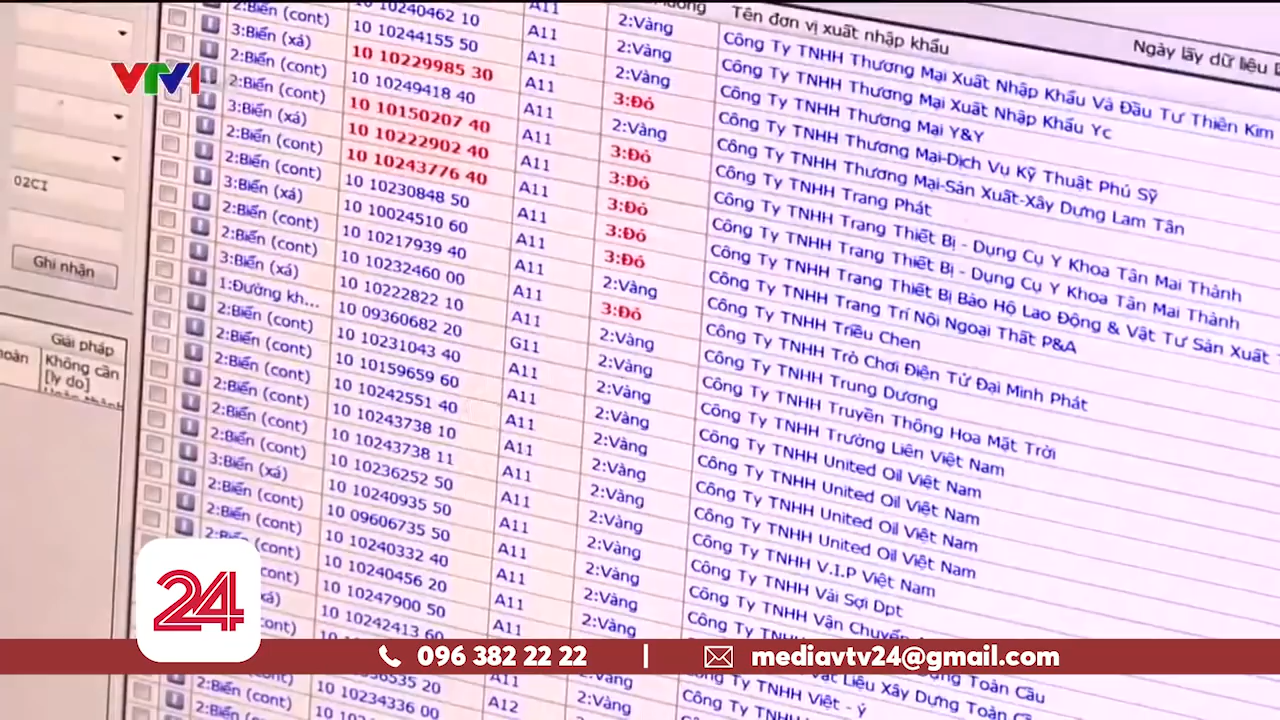 Tên đơn vị xuất nhập khẩu Ngày lấy dữ liệu
10 10240462 10 A11 2:Vàng Công Ty TNHH Thương Mại Xuất Nhập Khẩu Yc
A11 2:Vàng Công Ty TNHH Thương Mại Xuất Nhập Khẩu Và Đầu Tư Thiên Kim
2:Biển (cont) 10 10244155 50 A11 2:Vàng Công Ty TNHH Thương Mại Y&Y
3:Biển (xá) 10 10229985 30 A11 3:Đỏ Công Ty TNHH Thương Mại-Dịch Vụ Kỹ Thuật Phú Sỹ
2:Biển (cont) 10 10249418 40 A11 2:Vàng Công Ty TNHH Thương Mại-Sản Xuất-Xây Dựng Lam Tân
2:Biển (cont) 10 10150207 40 A11 3:Đỏ Công Ty TNHH Trang Phát
3:Biển (xá) 10 10222902 40 A11 3:Đỏ Công Ty TNHH Trang Thiết Bị - Dụng Cụ Y Khoa Tân Mai Thành
2:Biển (cont) 10 10243776 40 A11 3:Đỏ Công Ty TNHH Trang Thiết Bị - Dụng Cụ Y Khoa Tân Mai Thành
2:Biển (cont) 10 10230848 50 A11 3:Đỏ Công Ty TNHH Trang Thiết Bị Bảo Hộ Lao Động & Vật Tư Sản Xuất
3:Biển (xá) 10 10024510 60 A11 3:Đỏ Công Ty TNHH Trang Trí Nội Ngoại Thất P&A
2:Biển (cont) 10 10217939 40 A11 2:Vàng Công Ty TNHH Triều Chen
2:Biển (cont) 10 10232460 00 A11 3:Đỏ Công Ty TNHH Trò Chơi Điện Tử Đại Minh Phát
3:Biển (xá) 10 10222822 10 A11 2:Vàng Công Ty TNHH Trung Dương
1:Đường kh... 10 09360682 20 G11 2:Vàng Công Ty TNHH Truyền Thông Hoa Mặt Trời
2:Biển (cont) 10 10231043 40 A11 2:Vàng Công Ty TNHH Trường Liên Việt Nam
2:Biển (cont) 10 10159659 60 A11 2:Vàng Công Ty TNHH United Oil Việt Nam
2:Biển (cont) 10 10242551 40 A11 2:Vàng Công Ty TNHH United Oil Việt Nam
2:Biển (cont) 10 10243738 10 A11 2:Vàng Công Ty TNHH United Oil Việt Nam
2:Biển (cont) 10 10243738 11 A11 2:Vàng Công Ty TNHH United Oil Việt Nam
2:Biển (cont) 10 10236252 50 A11 2:Vàng Công Ty TNHH V.I.P Việt Nam
3:Biển (xá) 10 10240935 50 A11 2:Vàng Công Ty TNHH Vải Sợi Dpt
2:Biển (cont) 10 09606735 50 A11 2:Vàng Công Ty TNHH Vận Chuyển
2:Biển (cont) 10 10240332 40 A11 2:Vàng
2:Biển (cont) 10 10240456 20 A11
10 10247900 50
10 10242413 60
2:Biển (cont) 10 10234336 00 A12 2:Vàng Công Ty TNHH Việt - ý
02CI
Ghi nhận
Giải pháp
Không cần
[lý do]
VTV1
24
096 382 22 22 | mediavtv24@gmail.com